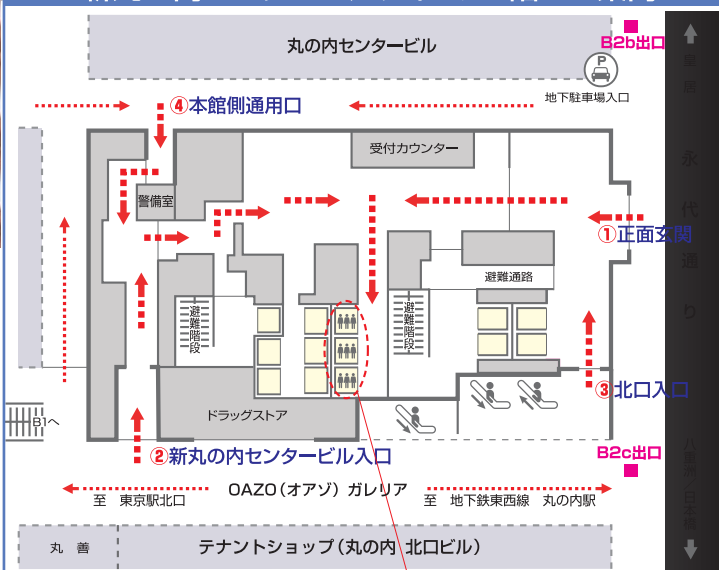 丸の内センタービル
B2b出口
P
地下駐車場入口
④本館側通用口
受付カウンター
警備室
①正面玄関
避難通路
避難階段
避難階段
永代通り
③北口入口
ドラッグストア
B1へ
②新丸の内センタービル入口
B2c出口
八重洲/日本橋
OAZO(オアゾ) ガレリア
至 東京駅北口
至 地下鉄東西線 丸の内駅
丸 善
テナントショップ(丸の内 北口ビル)